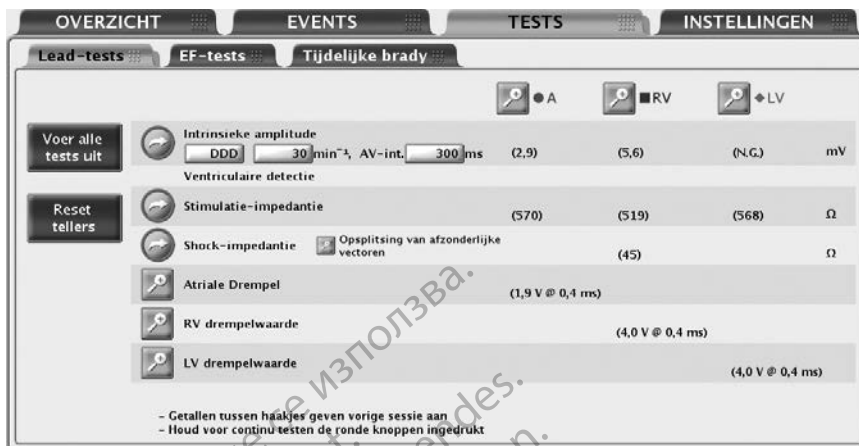 OVERZICHT EVENTS TESTS INSTELLINGEN
Lead-tests EF-tests Tijdelijke brady
A RV LV
Voer alle tests uit
Intrinsieke amplitude
DDD 30 min⁻¹, AV-int. 300 ms (2,9) (5,6) (N.G.) mV
Ventriculaire detectie
Reset tellers
Stimulatie-impedantie (570) (519) (568) Ω
Shock-impedantie Opsplitsing van afzonderlijke vectoren (45) Ω
Atriale Drempel (1,9 V @ 0,4 ms)
RV drempelwaarde (4,0 V @ 0,4 ms)
LV drempelwaarde (4,0 V @ 0,4 ms)
- Getallen tussen haakjes geven vorige sessie aan
- Houd voor continu testen de ronde knoppen ingedrukt
се използва.